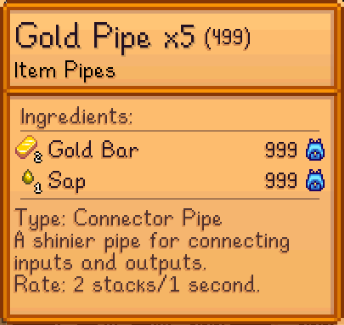 Gold Pipe x5 (499)
Item Pipes
Ingredients:
2 Gold Bar 999
1 Sap 999
Type: Connector Pipe
A shinier pipe for connecting
inputs and outputs.
Rate: 2 stacks/1 second.